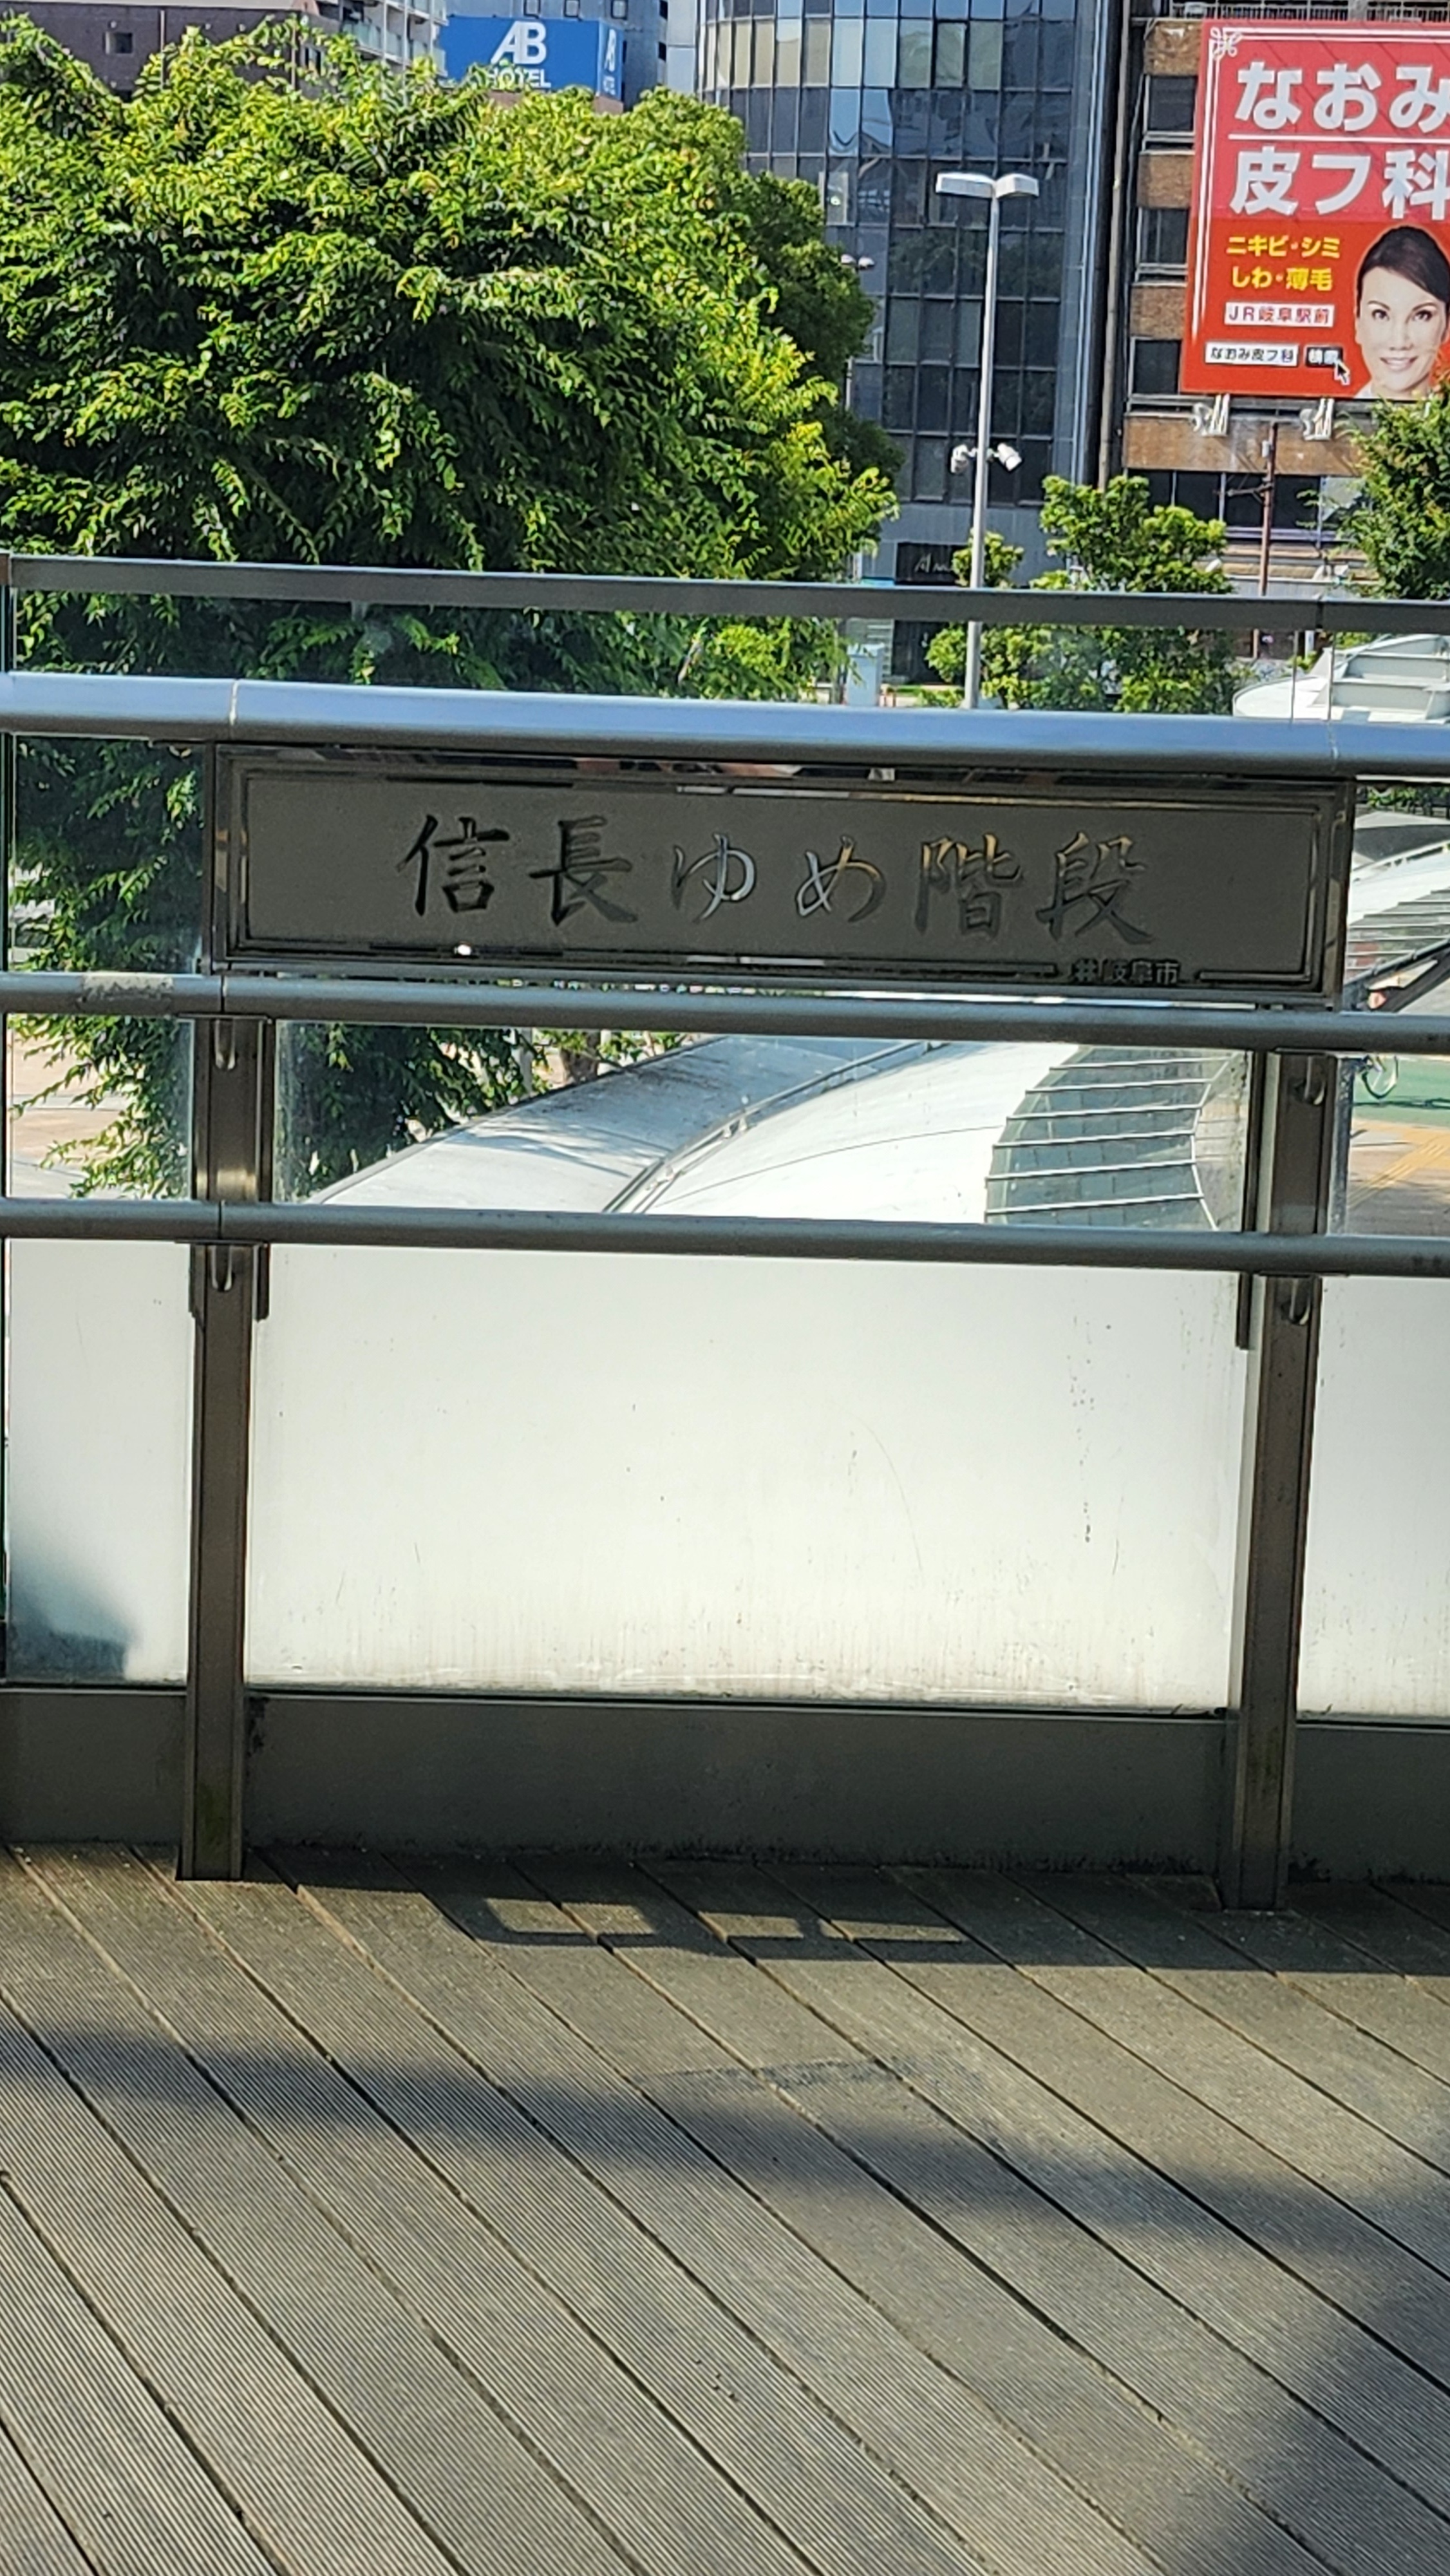 AB
HOTEL
なおみ
皮フ科
ニキビ・シミ
しわ・薄毛
JR岐阜駅前
なおみ皮フ科 検索
信長ゆめ階段
岐阜市